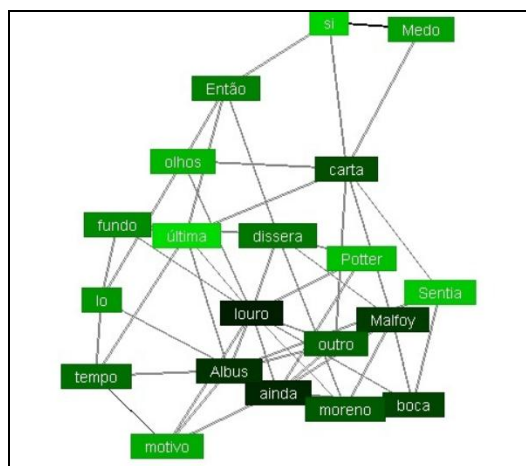 si
Medo
Então
olhos
carta
fundo
última
dissera
Potter
lo
Sentia
louro
Malfoy
outro
tempo
Albus
ainda
moreno
boca
motivo